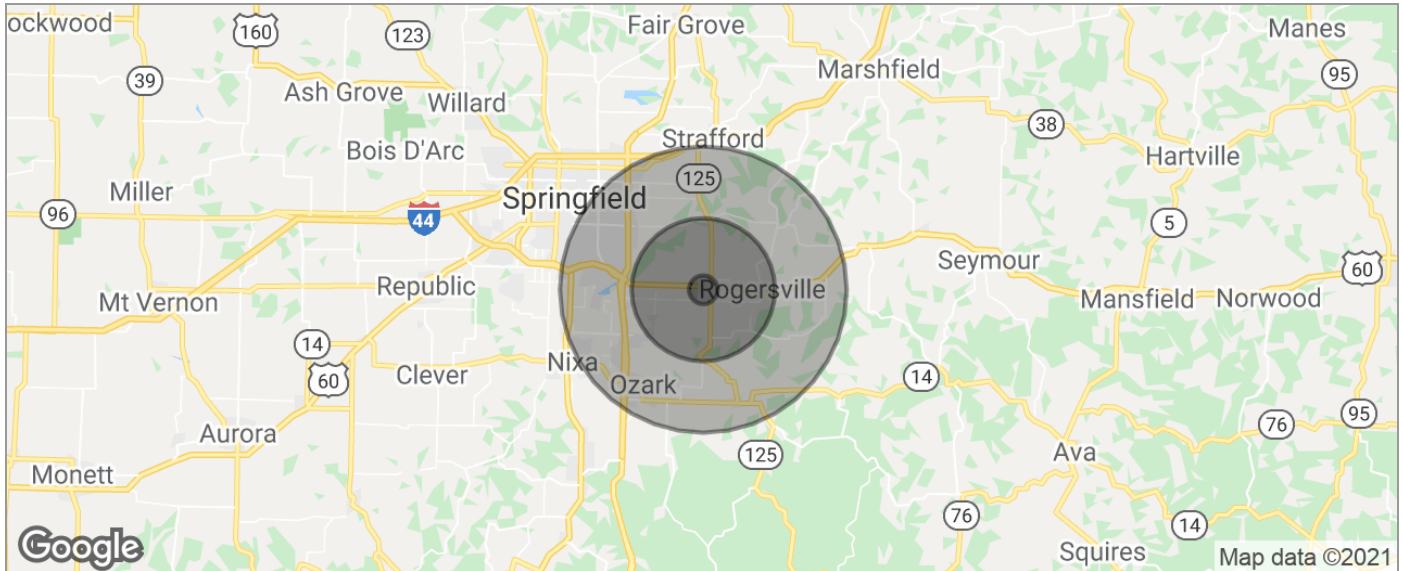 ockwood
160
123
Fair Grove
Manes
39
Ash Grove
Willard
Marshfield
95
38
Bois D'Arc
Strafford
Hartville
Miller
125
96
Springfield
44
5
Seymour
60
Republic
Rogersville
Mt Vernon
Mansfield
Norwood
14
60
Clever
Nixa
Ozark
14
95
Aurora
76
Monett
125
Ava
76
14
Squires
Google
Map data ©2021